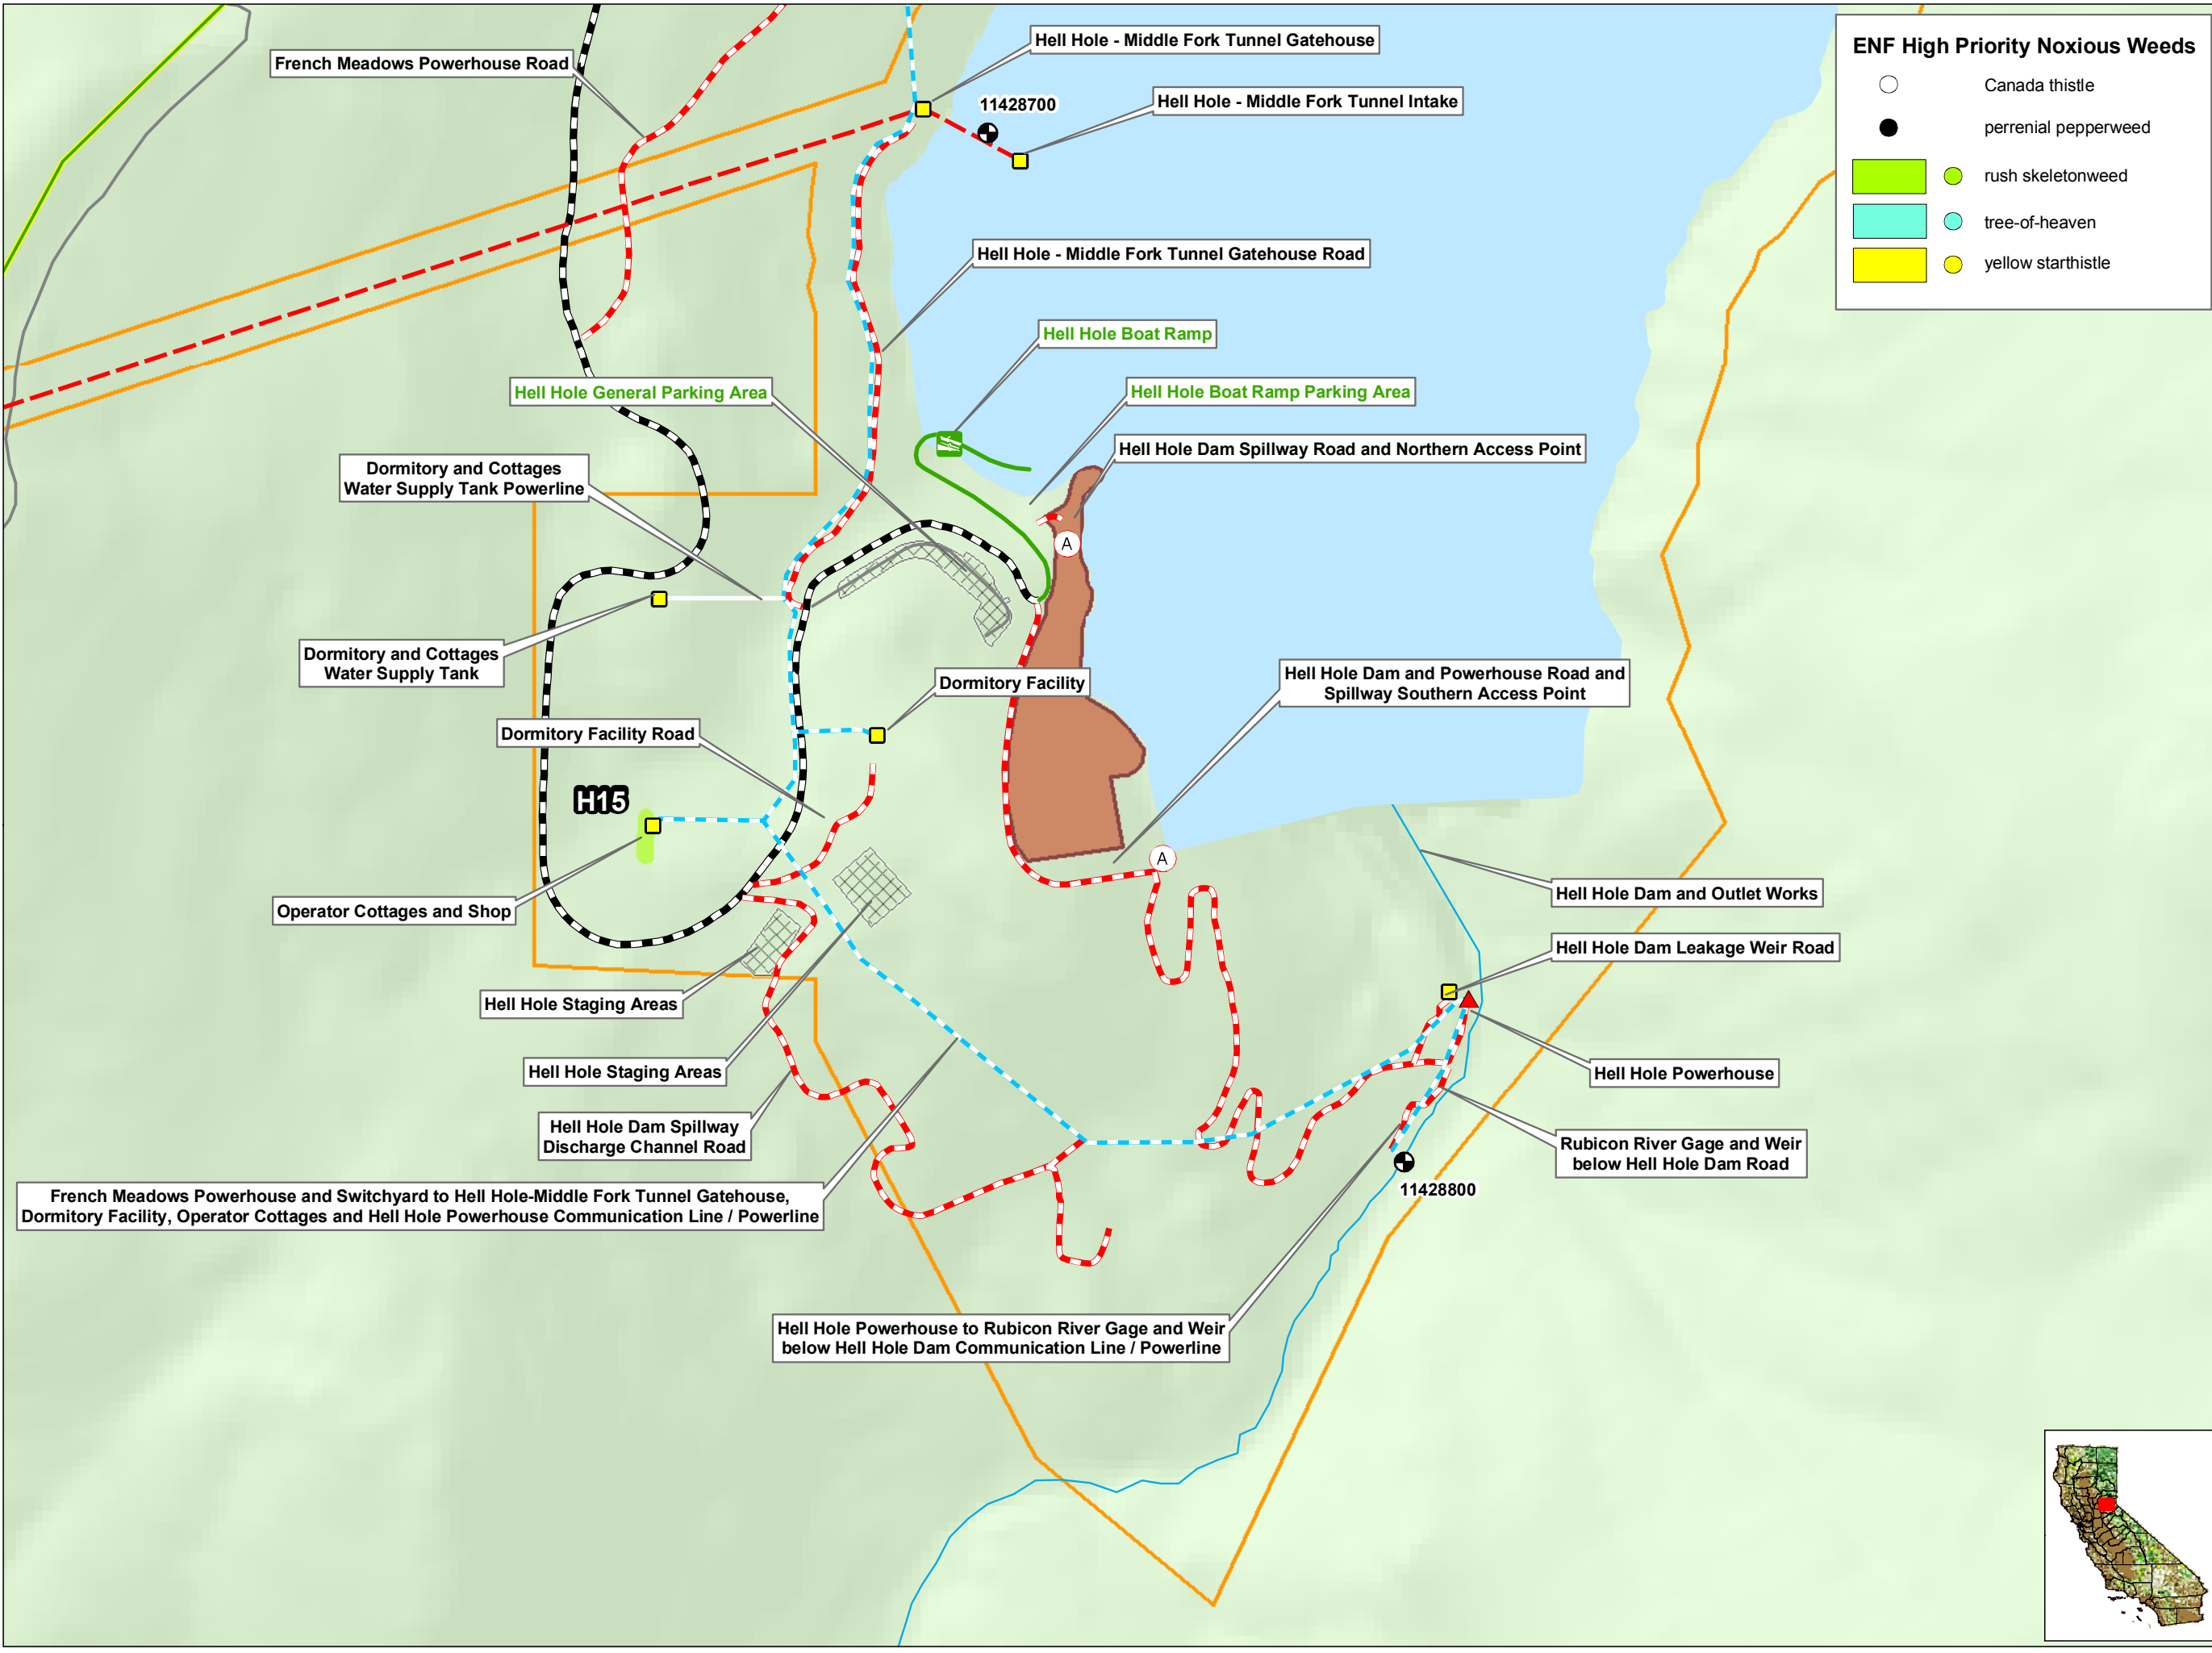 Hell Hole - Middle Fork Tunnel Gatehouse
French Meadows Powerhouse Road
11428700
Hell Hole - Middle Fork Tunnel Intake
ENF High Priority Noxious Weeds
Canada thistle
perrenial pepperweed
rush skeletonweed
tree-of-heaven
yellow starthistle
Hell Hole - Middle Fork Tunnel Gatehouse Road
Hell Hole Boat Ramp
Hell Hole General Parking Area
Hell Hole Boat Ramp Parking Area
Hell Hole Dam Spillway Road and Northern Access Point
Dormitory and Cottages
Water Supply Tank Powerline
A
Dormitory and Cottages
Water Supply Tank
Dormitory Facility
Hell Hole Dam and Powerhouse Road and
Spillway Southern Access Point
Dormitory Facility Road
H15
A
Operator Cottages and Shop
Hell Hole Dam and Outlet Works
Hell Hole Dam Leakage Weir Road
Hell Hole Staging Areas
Hell Hole Staging Areas
Hell Hole Powerhouse
Hell Hole Dam Spillway
Discharge Channel Road
Rubicon River Gage and Weir
below Hell Hole Dam Road
11428800
French Meadows Powerhouse and Switchyard to Hell Hole-Middle Fork Tunnel Gatehouse,
Dormitory Facility, Operator Cottages and Hell Hole Powerhouse Communication Line / Powerline
Hell Hole Powerhouse to Rubicon River Gage and Weir
below Hell Hole Dam Communication Line / Powerline